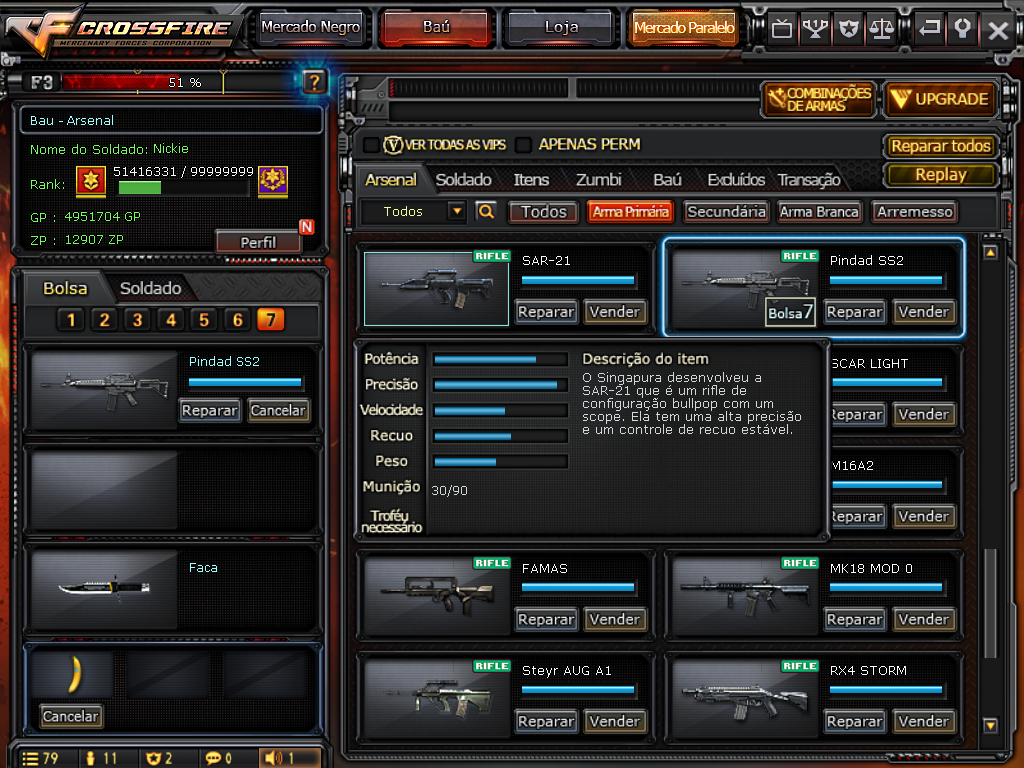 CROSSFIRE
MERCENARY FORCES CORPORATION
Mercado Negro
Baú
Loja
Mercado Paralelo
F3
51 %
?
COMBINAÇÕES
DE ARMAS
UPGRADE
Bau - Arsenal
Nome do Soldado: Nickie
Rank:
51416331 / 99999999
GP : 4951704 GP
ZP : 12907 ZP
N
Perfil
V VER TODAS AS VIPS
APENAS PERM
Reparar todos
Replay
Arsenal
Soldado
Itens
Zumbi
Baú
Excluídos
Transação
Todos
Todos
Arma Primária
Secundária
Arma Branca
Arremesso
Bolsa
Soldado
1 2 3 4 5 6 7
Pindad SS2
Reparar
Cancelar
Faca
Cancelar
79
11
2
0
1
RIFLE
SAR-21
Reparar
Vender
RIFLE
Pindad SS2
Bolsa7
Reparar
Vender
Potência
Precisão
Velocidade
Recuo
Peso
Munição
30/90
Troféu
necessário
Descrição do item
O Singapura desenvolveu a
SAR-21 que é um rifle de
configuração bullpop com um
scope. Ela tem uma alta precisão
e um controle de recuo estável.
SCAR LIGHT
Reparar
Vender
M16A2
Reparar
Vender
RIFLE
FAMAS
Reparar
Vender
RIFLE
MK18 MOD 0
Reparar
Vender
RIFLE
Steyr AUG A1
Reparar
Vender
RIFLE
RX4 STORM
Reparar
Vender